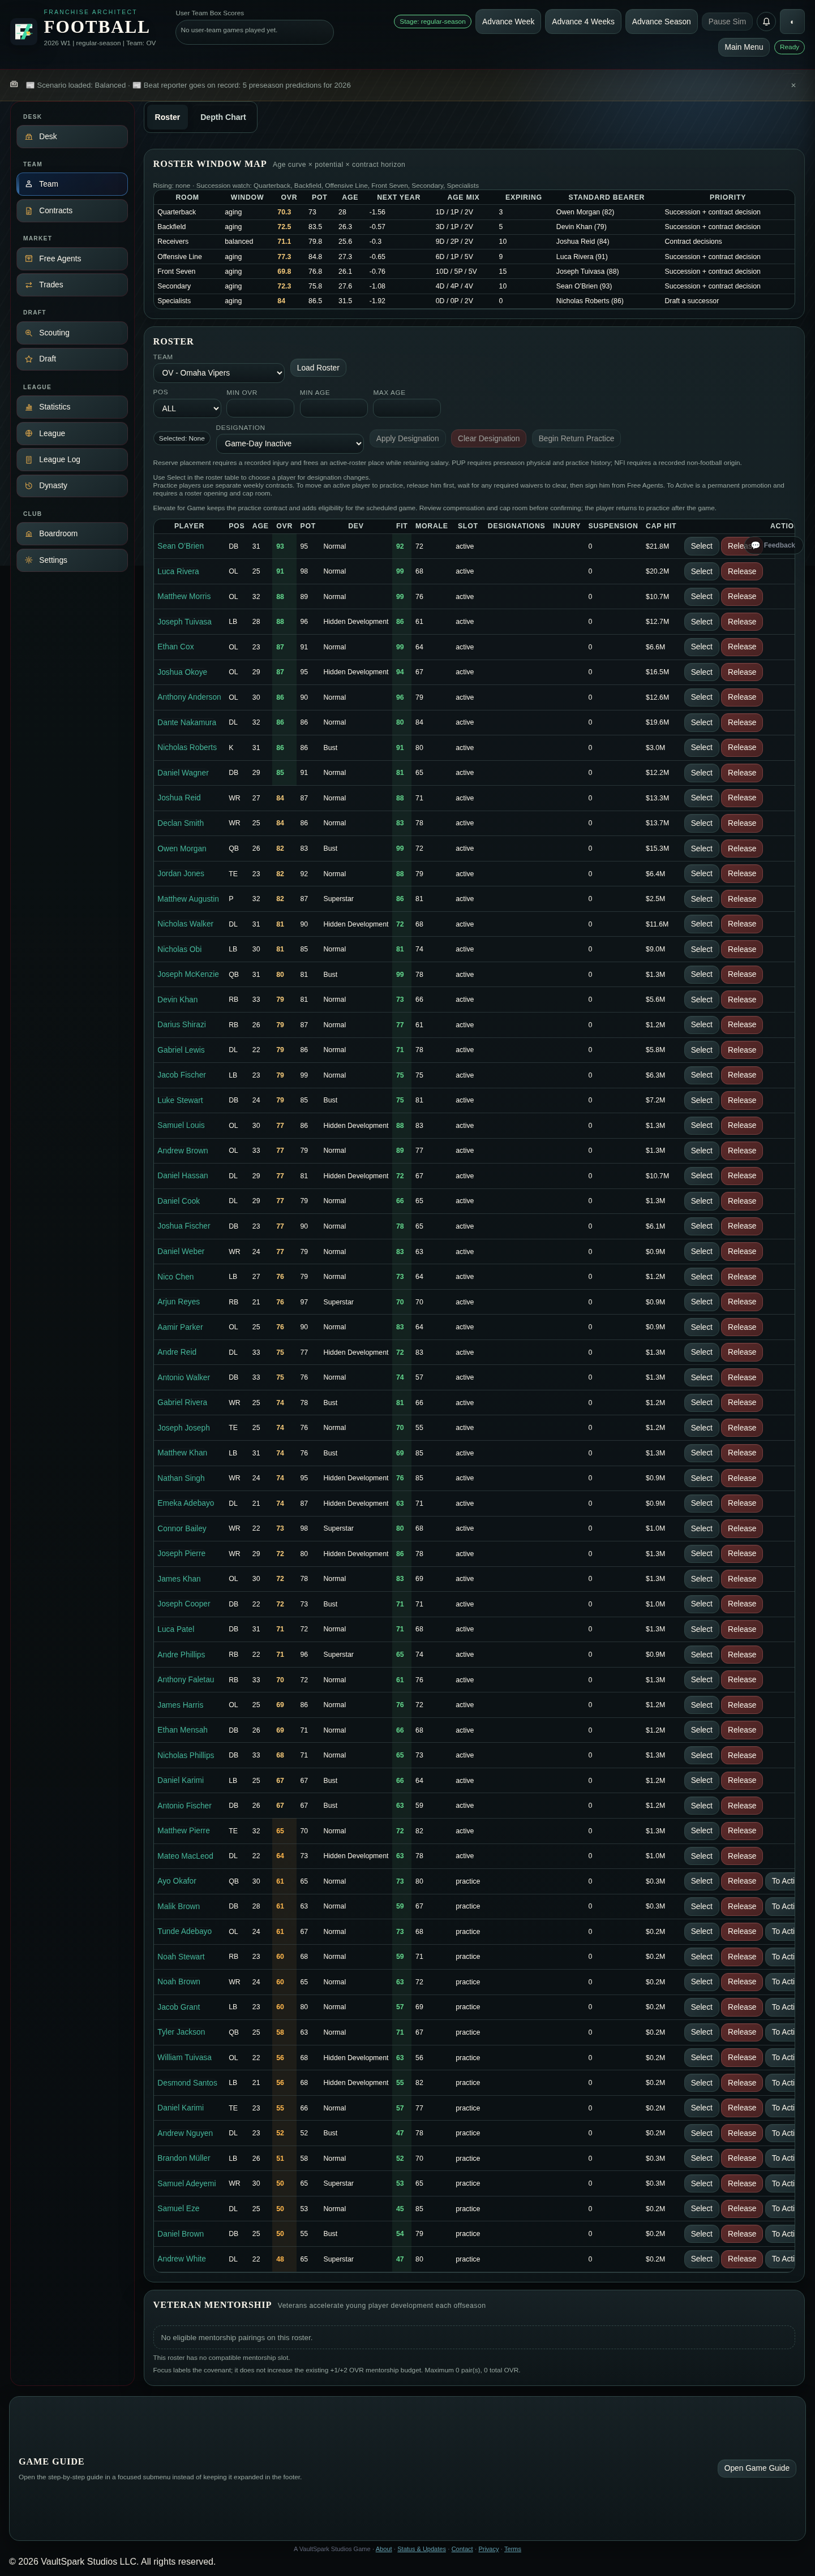 FRANCHISE ARCHITECT
FOOTBALL
2026 W1 | regular-season | Team: OV
User Team Box Scores
No user-team games played yet.
Stage: regular-season
Advance Week
Advance 4 Weeks
Advance Season
Pause Sim
Main Menu
Ready
📰 Scenario loaded: Balanced · 📰 Beat reporter goes on record: 5 preseason predictions for 2026
×
DESK
Desk
TEAM
Team
Contracts
MARKET
Free Agents
Trades
DRAFT
Scouting
Draft
LEAGUE
Statistics
League
League Log
Dynasty
CLUB
Boardroom
Settings
Roster Depth Chart
ROSTER WINDOW MAP Age curve × potential × contract horizon
Rising: none · Succession watch: Quarterback, Backfield, Offensive Line, Front Seven, Secondary, Specialists
ROOM WINDOW OVR POT AGE NEXT YEAR AGE MIX EXPIRING STANDARD BEARER PRIORITY
Quarterback aging 70.3 73 28 -1.56 1D / 1P / 2V 3 Owen Morgan (82) Succession + contract decision
Backfield aging 72.5 83.5 26.3 -0.57 3D / 1P / 2V 5 Devin Khan (79) Succession + contract decision
Receivers balanced 71.1 79.8 25.6 -0.3 9D / 2P / 2V 10 Joshua Reid (84) Contract decisions
Offensive Line aging 77.3 84.8 27.3 -0.65 6D / 1P / 5V 9 Luca Rivera (91) Succession + contract decision
Front Seven aging 69.8 76.8 26.1 -0.76 10D / 5P / 5V 15 Joseph Tuivasa (88) Succession + contract decision
Secondary aging 72.3 75.8 27.6 -1.08 4D / 4P / 4V 10 Sean O'Brien (93) Succession + contract decision
Specialists aging 84 86.5 31.5 -1.92 0D / 0P / 2V 0 Nicholas Roberts (86) Draft a successor
ROSTER
TEAM
OV - Omaha Vipers
Load Roster
POS MIN OVR MIN AGE MAX AGE
ALL
DESIGNATION
Selected: None
Game-Day Inactive
Apply Designation
Clear Designation
Begin Return Practice
Reserve placement requires a recorded injury and frees an active-roster place while retaining salary. PUP requires preseason physical and practice history; NFI requires a recorded non-football origin.
Use Select in the roster table to choose a player for designation changes.
Practice players use separate weekly contracts. To move an active player to practice, release him first, wait for any required waivers to clear, then sign him from Free Agents. To Active is a permanent promotion and
requires a roster opening and cap room.
Elevate for Game keeps the practice contract and adds eligibility for the scheduled game. Review compensation and cap room before confirming; the player returns to practice after the game.
PLAYER POS AGE OVR POT DEV FIT MORALE SLOT DESIGNATIONS INJURY SUSPENSION CAP HIT ACTIO
Sean O'Brien DB 31 93 95 Normal 92 72 active 0 $21.8M Select
💬 Feedback
Luca Rivera OL 25 91 98 Normal 99 68 active 0 $20.2M Select Release
Matthew Morris OL 32 88 89 Normal 99 76 active 0 $10.7M Select Release
Joseph Tuivasa LB 28 88 96 Hidden Development 86 61 active 0 $12.7M Select Release
Ethan Cox OL 23 87 91 Normal 99 64 active 0 $6.6M Select Release
Joshua Okoye OL 29 87 95 Hidden Development 94 67 active 0 $16.5M Select Release
Anthony Anderson OL 30 86 90 Normal 96 79 active 0 $12.6M Select Release
Dante Nakamura DL 32 86 86 Normal 80 84 active 0 $19.6M Select Release
Nicholas Roberts K 31 86 86 Bust 91 80 active 0 $3.0M Select Release
Daniel Wagner DB 29 85 91 Normal 81 65 active 0 $12.2M Select Release
Joshua Reid WR 27 84 87 Normal 88 71 active 0 $13.3M Select Release
Declan Smith WR 25 84 86 Normal 83 78 active 0 $13.7M Select Release
Owen Morgan QB 26 82 83 Bust 99 72 active 0 $15.3M Select Release
Jordan Jones TE 23 82 92 Normal 88 79 active 0 $6.4M Select Release
Matthew Augustin P 32 82 87 Superstar 86 81 active 0 $2.5M Select Release
Nicholas Walker DL 31 81 90 Hidden Development 72 68 active 0 $11.6M Select Release
Nicholas Obi LB 30 81 85 Normal 81 74 active 0 $9.0M Select Release
Joseph McKenzie QB 31 80 81 Bust 99 78 active 0 $1.3M Select Release
Devin Khan RB 33 79 81 Normal 73 66 active 0 $5.6M Select Release
Darius Shirazi RB 26 79 87 Normal 77 61 active 0 $1.2M Select Release
Gabriel Lewis DL 22 79 86 Normal 71 78 active 0 $5.8M Select Release
Jacob Fischer LB 23 79 99 Normal 75 75 active 0 $6.3M Select Release
Luke Stewart DB 24 79 85 Bust 75 81 active 0 $7.2M Select Release
Samuel Louis OL 30 77 86 Hidden Development 88 83 active 0 $1.3M Select Release
Andrew Brown OL 33 77 79 Normal 89 77 active 0 $1.3M Select Release
Daniel Hassan DL 29 77 81 Hidden Development 72 67 active 0 $10.7M Select Release
Daniel Cook DL 29 77 79 Normal 66 65 active 0 $1.3M Select Release
Joshua Fischer DB 23 77 90 Normal 78 65 active 0 $6.1M Select Release
Daniel Weber WR 24 77 79 Normal 83 63 active 0 $0.9M Select Release
Nico Chen LB 27 76 79 Normal 73 64 active 0 $1.2M Select Release
Arjun Reyes RB 21 76 97 Superstar 70 70 active 0 $0.9M Select Release
Aamir Parker OL 25 76 90 Normal 83 64 active 0 $0.9M Select Release
Andre Reid DL 33 75 77 Hidden Development 72 83 active 0 $1.3M Select Release
Antonio Walker DB 33 75 76 Normal 74 57 active 0 $1.3M Select Release
Gabriel Rivera WR 25 74 78 Bust 81 66 active 0 $1.2M Select Release
Joseph Joseph TE 25 74 76 Normal 70 55 active 0 $1.2M Select Release
Matthew Khan LB 31 74 76 Bust 69 85 active 0 $1.3M Select Release
Nathan Singh WR 24 74 95 Hidden Development 76 85 active 0 $0.9M Select Release
Emeka Adebayo DL 21 74 87 Hidden Development 63 71 active 0 $0.9M Select Release
Connor Bailey WR 22 73 98 Superstar 80 68 active 0 $1.0M Select Release
Joseph Pierre WR 29 72 80 Hidden Development 86 78 active 0 $1.3M Select Release
James Khan OL 30 72 78 Normal 83 69 active 0 $1.3M Select Release
Joseph Cooper DB 22 72 73 Bust 71 71 active 0 $1.0M Select Release
Luca Patel DB 31 71 72 Normal 71 68 active 0 $1.3M Select Release
Andre Phillips RB 22 71 96 Superstar 65 74 active 0 $0.9M Select Release
Anthony Faletau RB 33 70 72 Normal 61 76 active 0 $1.3M Select Release
James Harris OL 25 69 86 Normal 76 72 active 0 $1.2M Select Release
Ethan Mensah DB 26 69 71 Normal 66 68 active 0 $1.2M Select Release
Nicholas Phillips DB 33 68 71 Normal 65 73 active 0 $1.3M Select Release
Daniel Karimi LB 25 67 67 Bust 66 64 active 0 $1.2M Select Release
Antonio Fischer DB 26 67 67 Bust 63 59 active 0 $1.2M Select Release
Matthew Pierre TE 32 65 70 Normal 72 82 active 0 $1.3M Select Release
Mateo MacLeod DL 22 64 73 Hidden Development 63 78 active 0 $1.0M Select Release
Ayo Okafor QB 30 61 65 Normal 73 80 practice 0 $0.3M Select Release To Acti
Malik Brown DB 28 61 63 Normal 59 67 practice 0 $0.3M Select Release To Acti
Tunde Adebayo OL 24 61 67 Normal 73 68 practice 0 $0.2M Select Release To Acti
Noah Stewart RB 23 60 68 Normal 59 71 practice 0 $0.2M Select Release To Acti
Noah Brown WR 24 60 65 Normal 63 72 practice 0 $0.2M Select Release To Acti
Jacob Grant LB 23 60 80 Normal 57 69 practice 0 $0.2M Select Release To Acti
Tyler Jackson QB 25 58 63 Normal 71 67 practice 0 $0.2M Select Release To Acti
William Tuivasa OL 22 56 68 Hidden Development 63 56 practice 0 $0.2M Select Release To Acti
Desmond Santos LB 21 56 68 Hidden Development 55 82 practice 0 $0.2M Select Release To Acti
Daniel Karimi TE 23 55 66 Normal 57 77 practice 0 $0.2M Select Release To Acti
Andrew Nguyen DL 23 52 52 Bust 47 78 practice 0 $0.2M Select Release To Acti
Brandon Müller LB 26 51 58 Normal 52 70 practice 0 $0.3M Select Release To Acti
Samuel Adeyemi WR 30 50 65 Superstar 53 65 practice 0 $0.3M Select Release To Acti
Samuel Eze DL 25 50 53 Normal 45 85 practice 0 $0.2M Select Release To Acti
Daniel Brown DB 25 50 55 Bust 54 79 practice 0 $0.2M Select Release To Acti
Andrew White DL 22 48 65 Superstar 47 80 practice 0 $0.2M Select Release To Acti
VETERAN MENTORSHIP Veterans accelerate young player development each offseason
No eligible mentorship pairings on this roster.
This roster has no compatible mentorship slot.
Focus labels the covenant; it does not increase the existing +1/+2 OVR mentorship budget. Maximum 0 pair(s), 0 total OVR.
GAME GUIDE
Open the step-by-step guide in a focused submenu instead of keeping it expanded in the footer.
Open Game Guide
A VaultSpark Studios Game · About · Status & Updates · Contact · Privacy · Terms
© 2026 VaultSpark Studios LLC. All rights reserved.